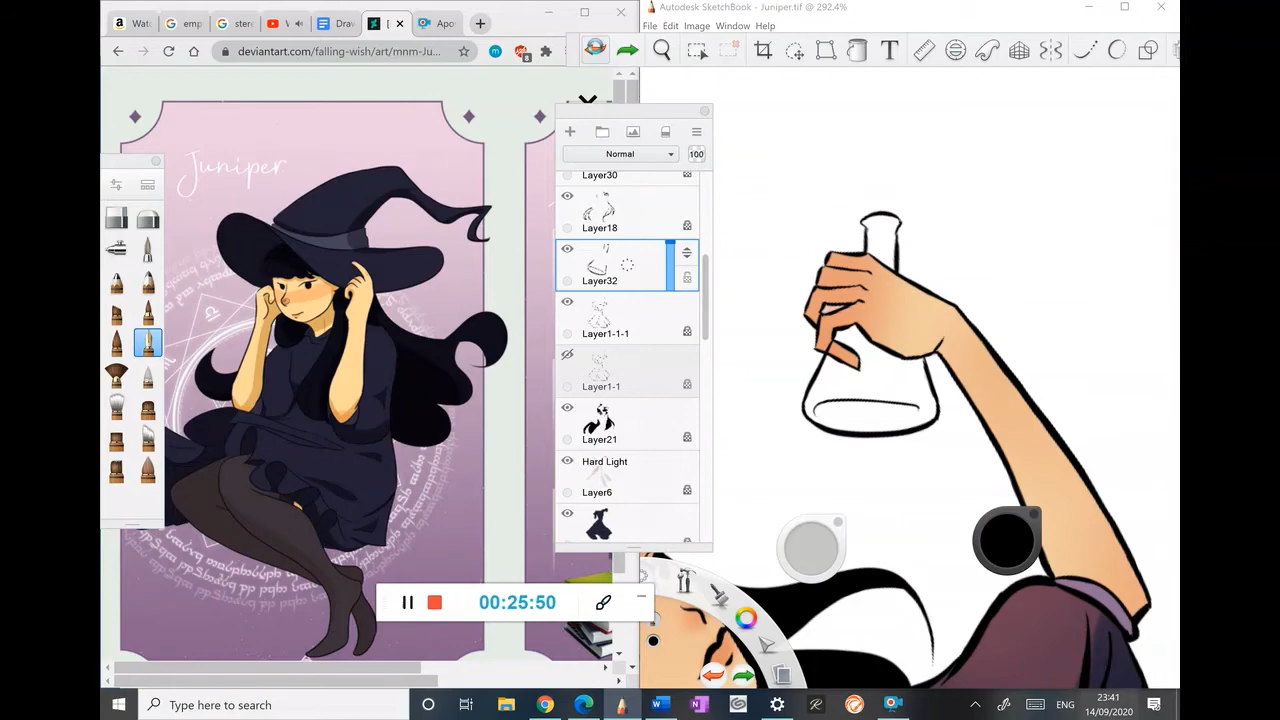 Wat
emp
ster
Drav
[
Apo
deviantart.com/falling-wish/art/mnm-Ju...
m
8
Autodesk SketchBook - Juniper.tif @ 292.4%
File Edit Image Window Help
T
Juniper
Normal
100
Layer30
Layer18
Layer32
Layer1-1-1
Layer1-1
Layer21
Hard Light
Layer6
00:25:50
Type here to search
ENG
23:41
14/09/2020